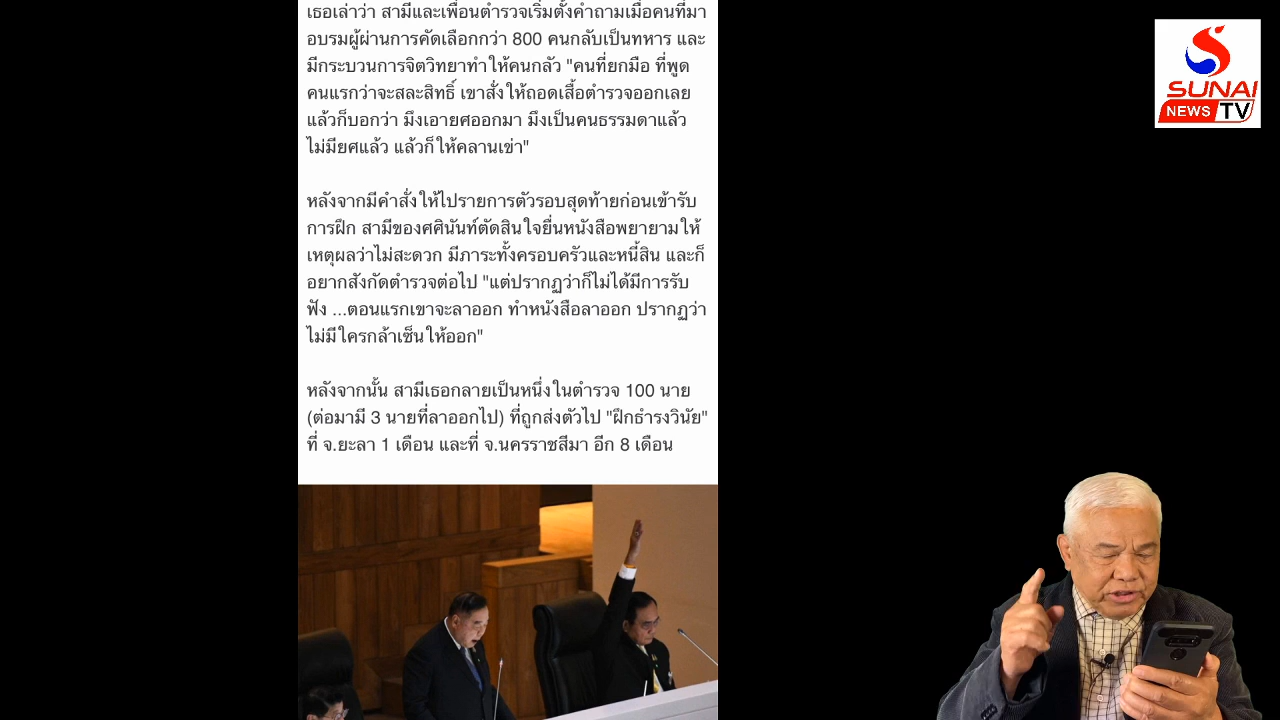 เธอเล่าว่า สามีและเพื่อนตำรวจเริ่มตั้งคำถามเมื่อคนที่มา
อบรมผู้ผ่านการคัดเลือกกว่า 800 คนกลับเป็นทหาร และ
มีกระบวนการจิตวิทยาทำให้คนกลัว "คนที่ยกมือ ที่พูด
คนแรกว่าจะสละสิทธิ์ เขาสั่งให้ถอดเสื้อตำรวจออกเลย
แล้วก็บอกว่า มึงเอายศออกมา มึงเป็นคนธรรมดาแล้ว
ไม่มียศแล้ว แล้วก็ให้คลานเข่า"
หลังจากมีคำสั่งให้ไปรายการตัวรอบสุดท้ายก่อนเข้ารับ
การฝึก สามีของศศินันท์ตัดสินใจยื่นหนังสือพยายามให้
เหตุผลว่าไม่สะดวก มีภาระทั้งครอบครัวและหนี้สิน และก็
อยากสังกัดตำรวจต่อไป "แต่ปรากฏว่าก็ไม่ได้มีการรับ
ฟัง ...ตอนแรกเขาจะลาออก ทำหนังสือลาออก ปรากฏว่า
ไม่มีใครกล้าเซ็นให้ออก"
หลังจากนั้น สามีเธอกลายเป็นหนึ่งในตำรวจ 100 นาย
(ต่อมามี 3 นายที่ลาออกไป) ที่ถูกส่งตัวไป "ฝึกธำรงวินัย"
ที่ จ.ยะลา 1 เดือน และที่ จ.นครราชสีมา อีก 8 เดือน
SUNAI
NEWS TV